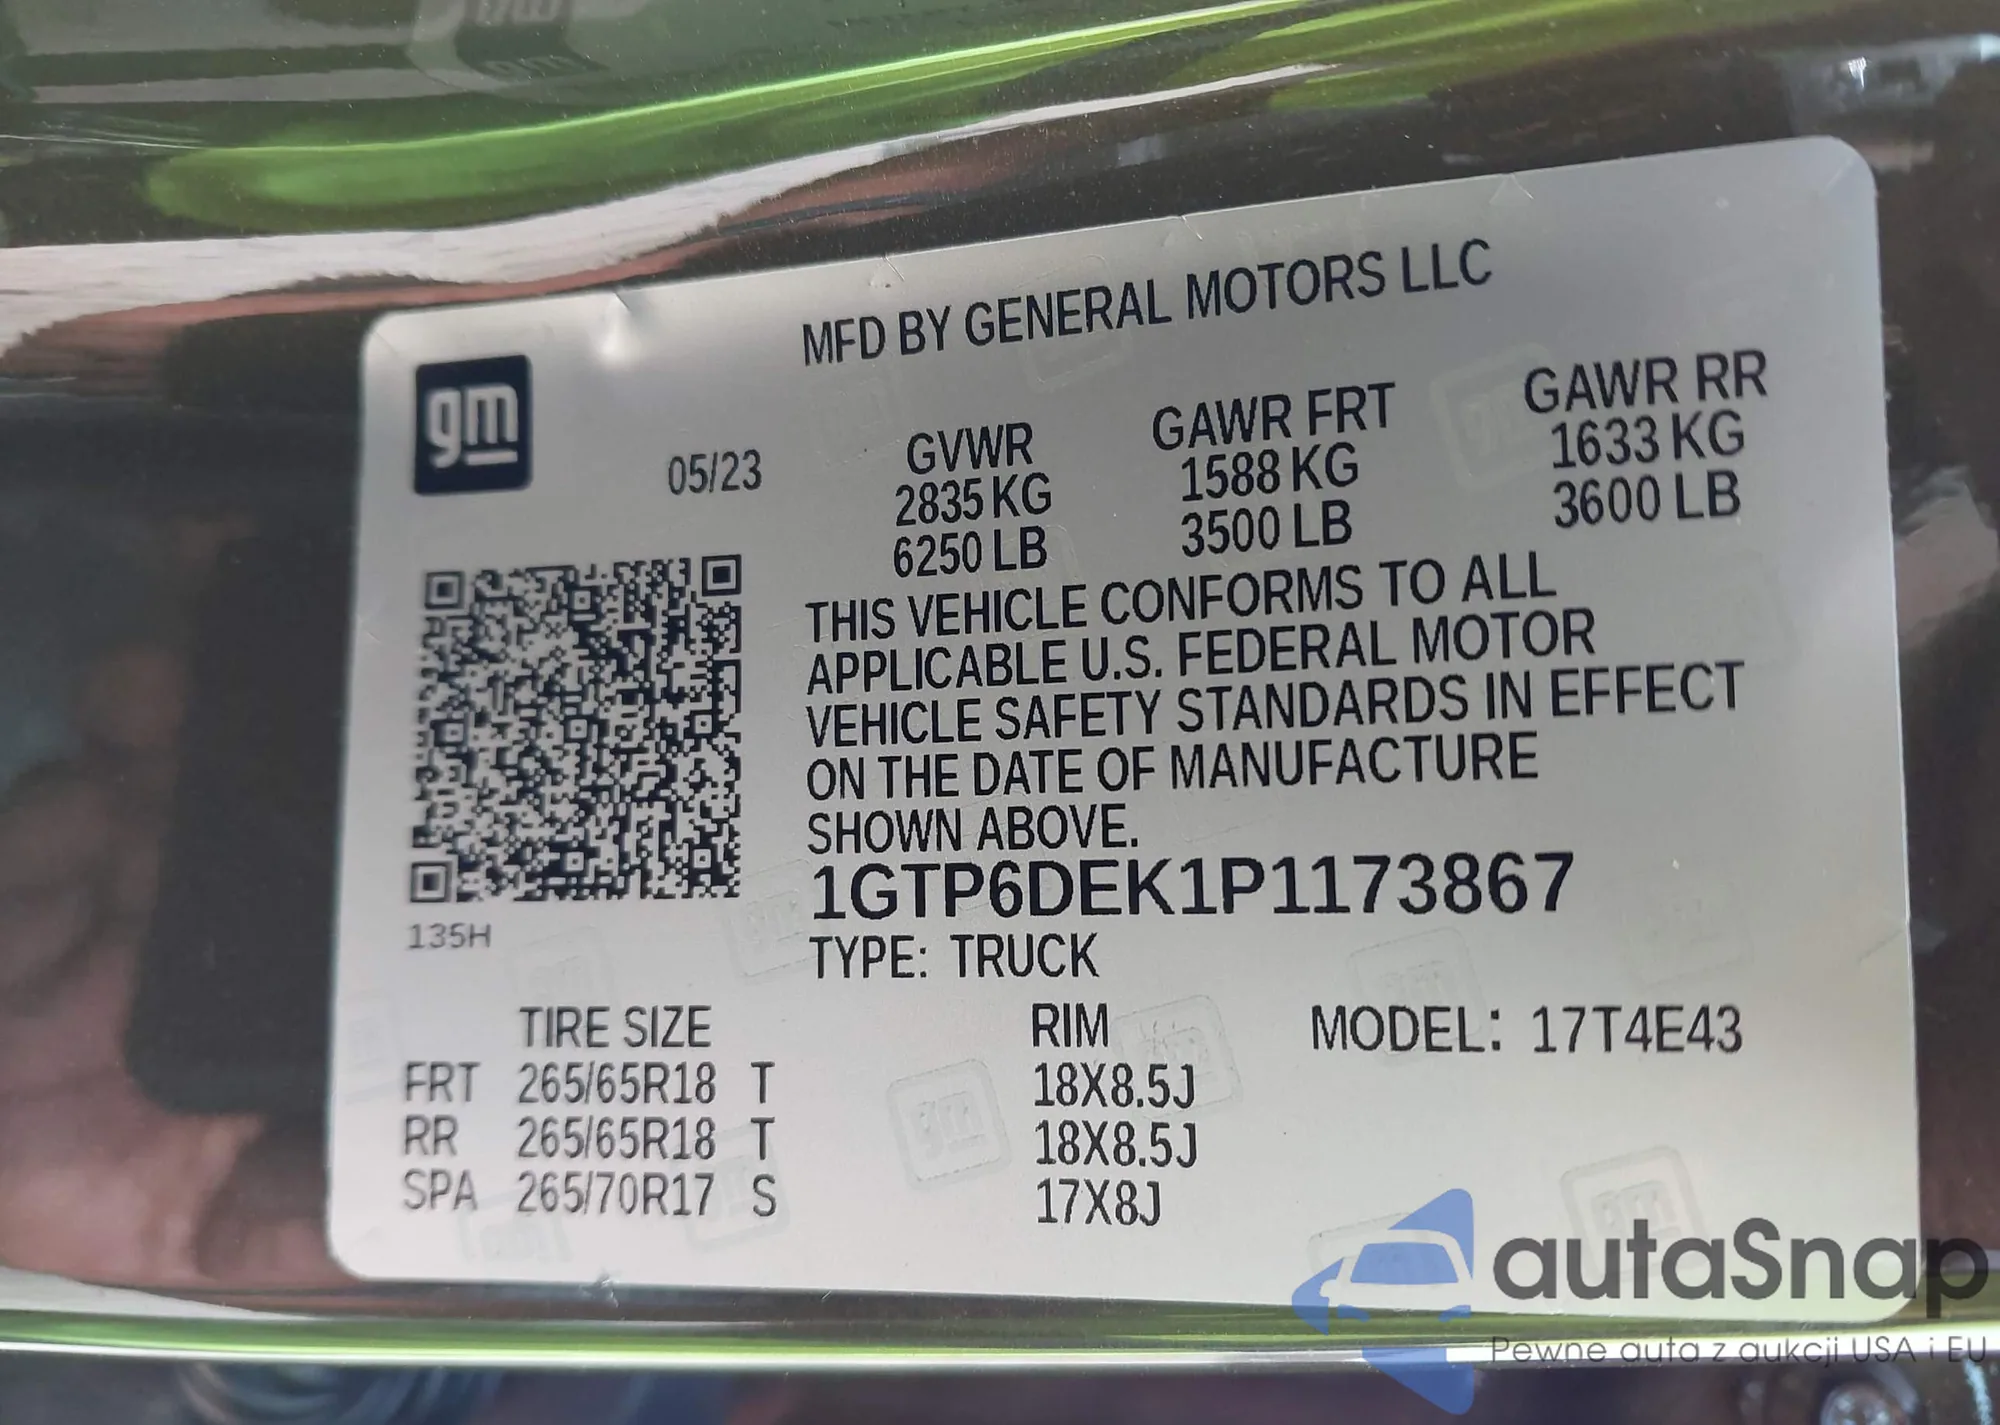 MFD BY GENERAL MOTORS LLC
gm
05/23
GVWR GAWR FRT GAWR RR
2835 KG 1588 KG 1633 KG
6250 LB 3500 LB 3600 LB
THIS VEHICLE CONFORMS TO ALL
APPLICABLE U.S. FEDERAL MOTOR
VEHICLE SAFETY STANDARDS IN EFFECT
ON THE DATE OF MANUFACTURE
SHOWN ABOVE.
1GTP6DEK1P1173867
135H
TYPE: TRUCK
TIRE SIZE RIM MODEL: 17T4E43
FRT 265/65R18 T 18X8.5J
RR 265/65R18 T 18X8.5J
SPA 265/70R17 S 17X8J
autaSnap
Pewne auta z aukcji USA i EU